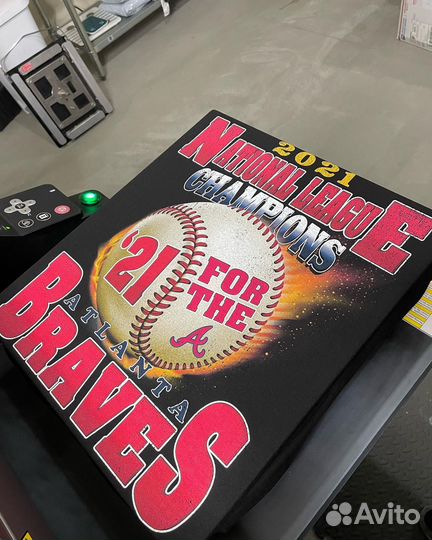 2021
NATIONAL LEAGUE
CHAMPIONS
'21 FOR
THE
A
ATLANTA
BRAVES
Avito